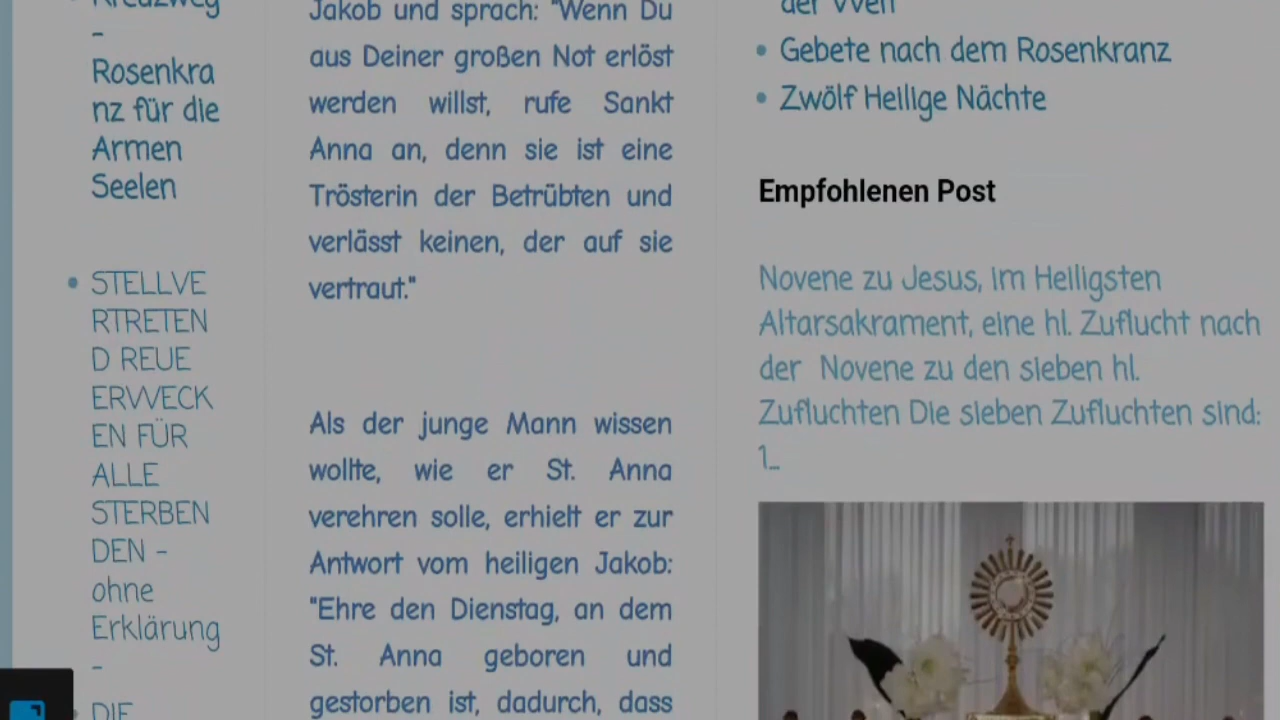 Kreuzweg
-
Rosenkra
nz für die
Armen
Seelen
STELLVE
RTRETEN
D REUE
ERWECK
EN FÜR
ALLE
STERBEN
DEN -
ohne
Erklärung
-
DIE
Jakob und sprach: "Wenn Du
aus Deiner großen Not erlöst
werden willst, rufe Sankt
Anna an, denn sie ist eine
Trösterin der Betrübten und
verlässt keinen, der auf sie
vertraut."
Als der junge Mann wissen
wollte, wie er St. Anna
verehren solle, erhielt er zur
Antwort vom heiligen Jakob:
"Ehre den Dienstag, an dem
St. Anna geboren und
gestorben ist, dadurch, dass
der Welt
Gebete nach dem Rosenkranz
Zwölf Heilige Nächte
Empfohlenen Post
Novene zu Jesus, im Heiligsten
Altarsakrament, eine hl. Zuflucht nach
der Novene zu den sieben hl.
Zufluchten Die sieben Zufluchten sind:
1...